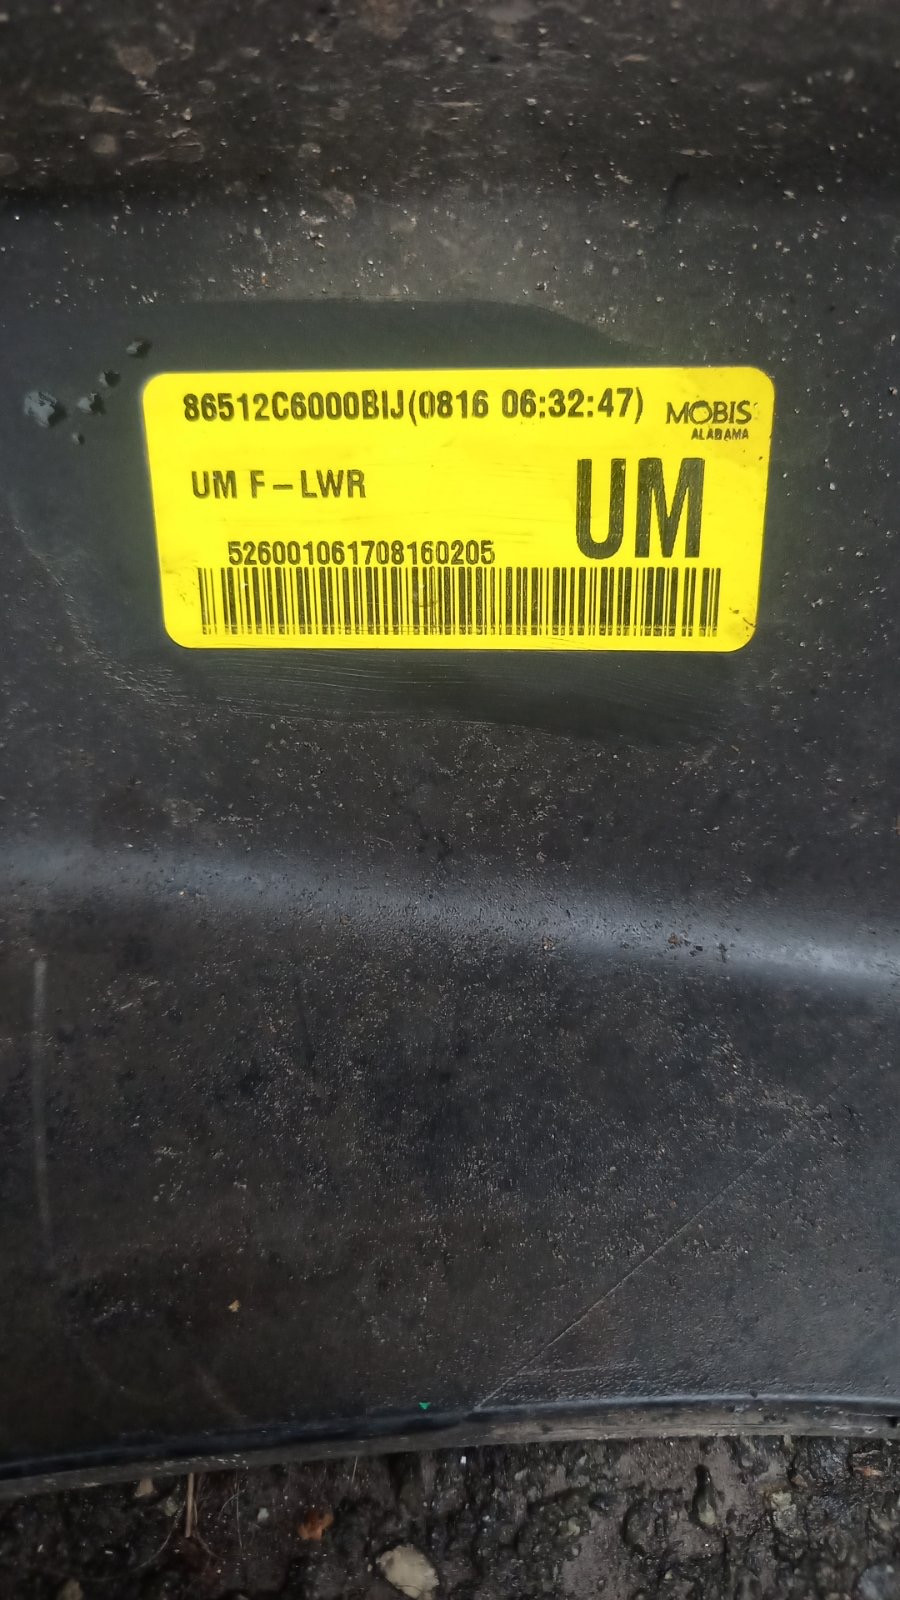 86512C6000BIJ(0816 06:32:47)
MOBIS
ALABAMA
UM F-LWR
UM
526001061708160205